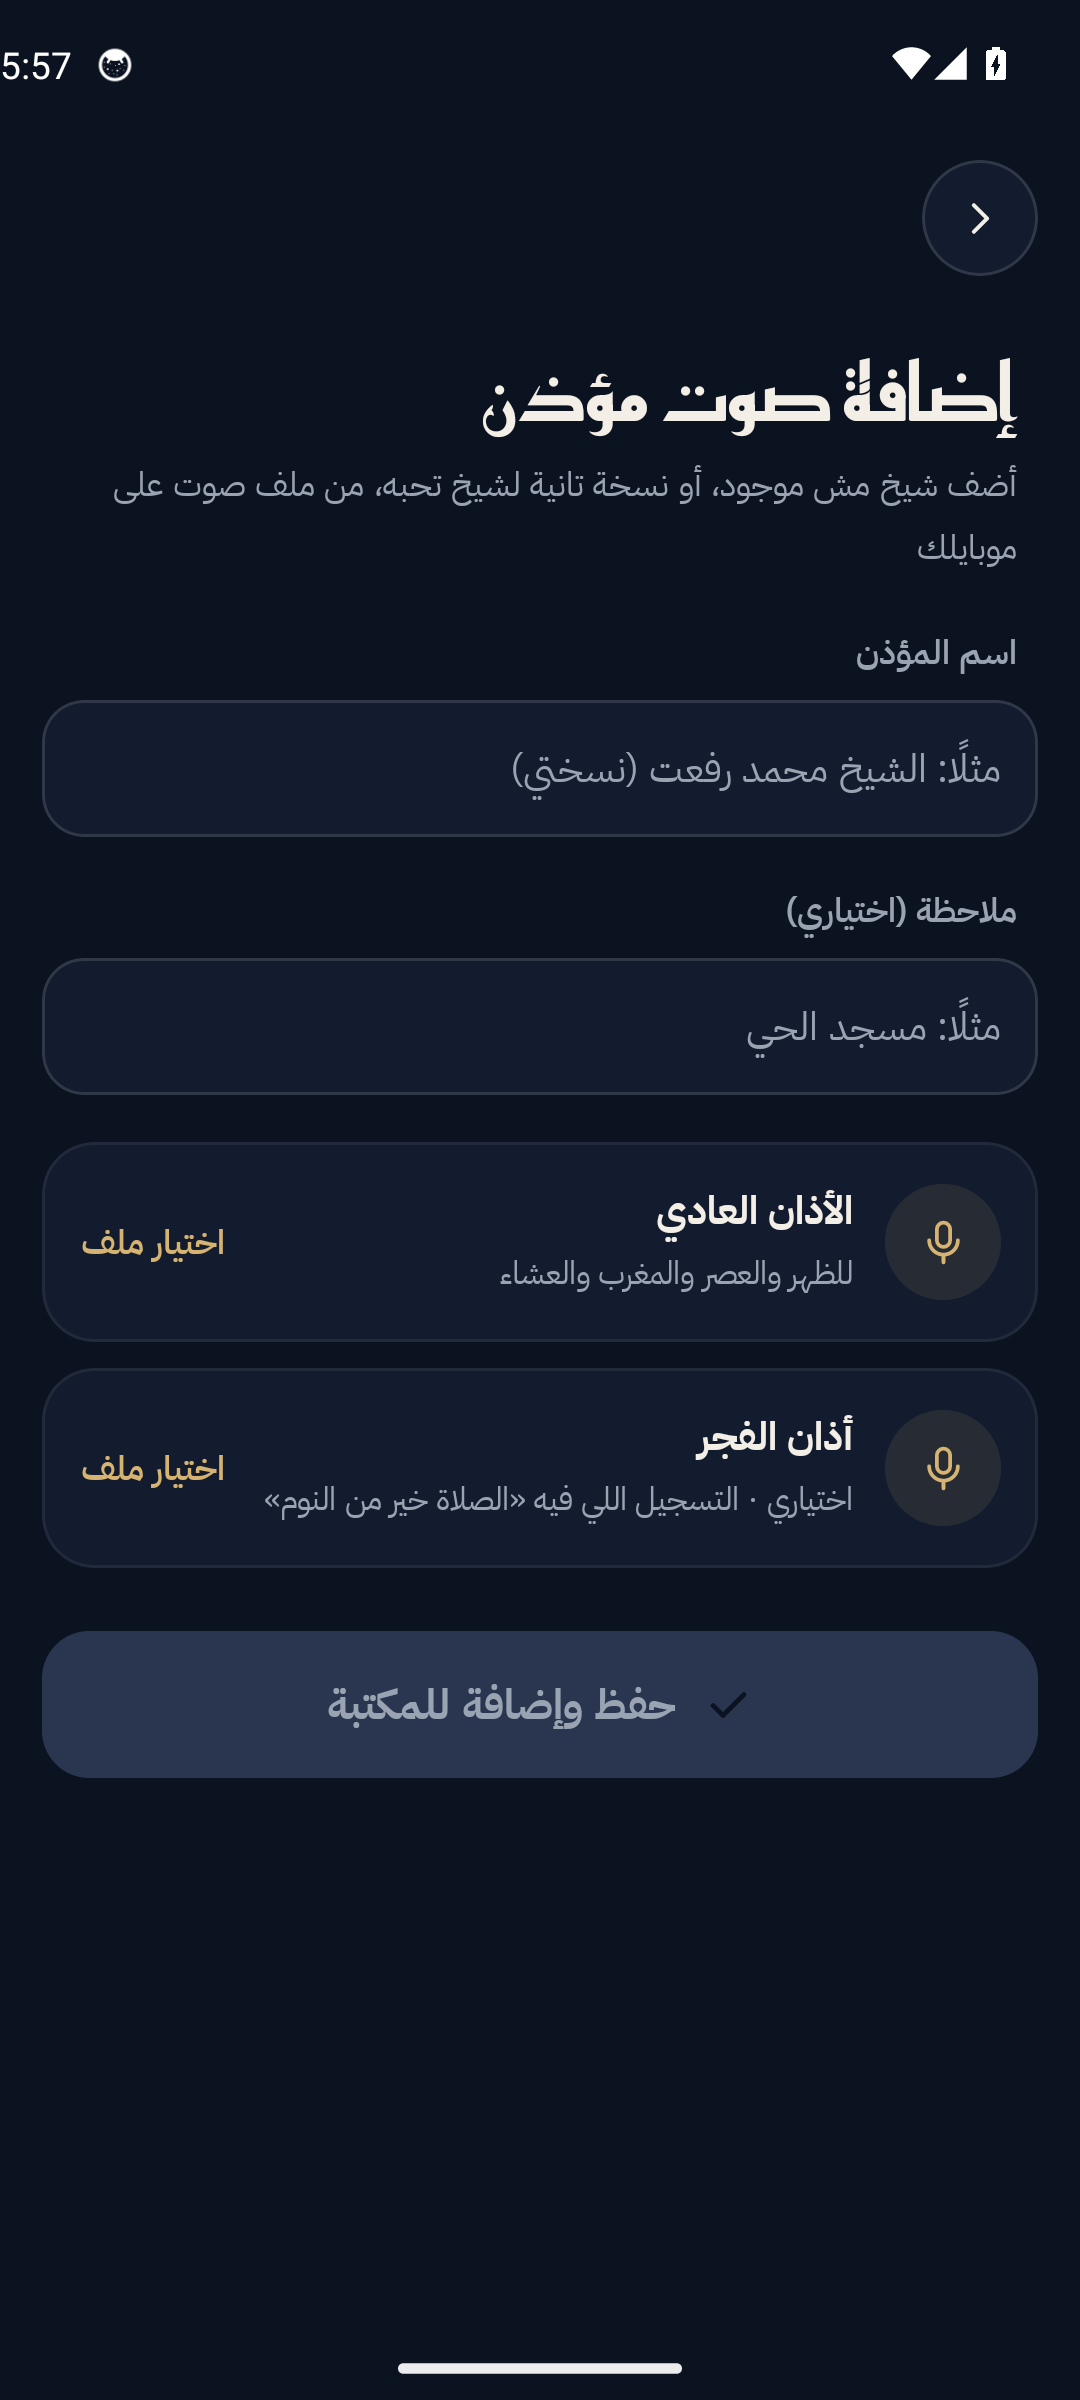 5:57
إضافة صوت مؤذن
أضف شيخ مش موجود، أو نسخة تانية لشيخ تحبه، من ملف صوت على
موبايلك
اسم المؤذن
مثلًا: الشيخ محمد رفعت (نسختي)
ملاحظة (اختياري)
مثلًا: مسجد الحي
الأذان العادي
للظهر والعصر والمغرب والعشاء
اختيار ملف
أذان الفجر
اختياري · التسجيل اللي فيه «الصلاة خير من النوم»
اختيار ملف
حفظ وإضافة للمكتبة